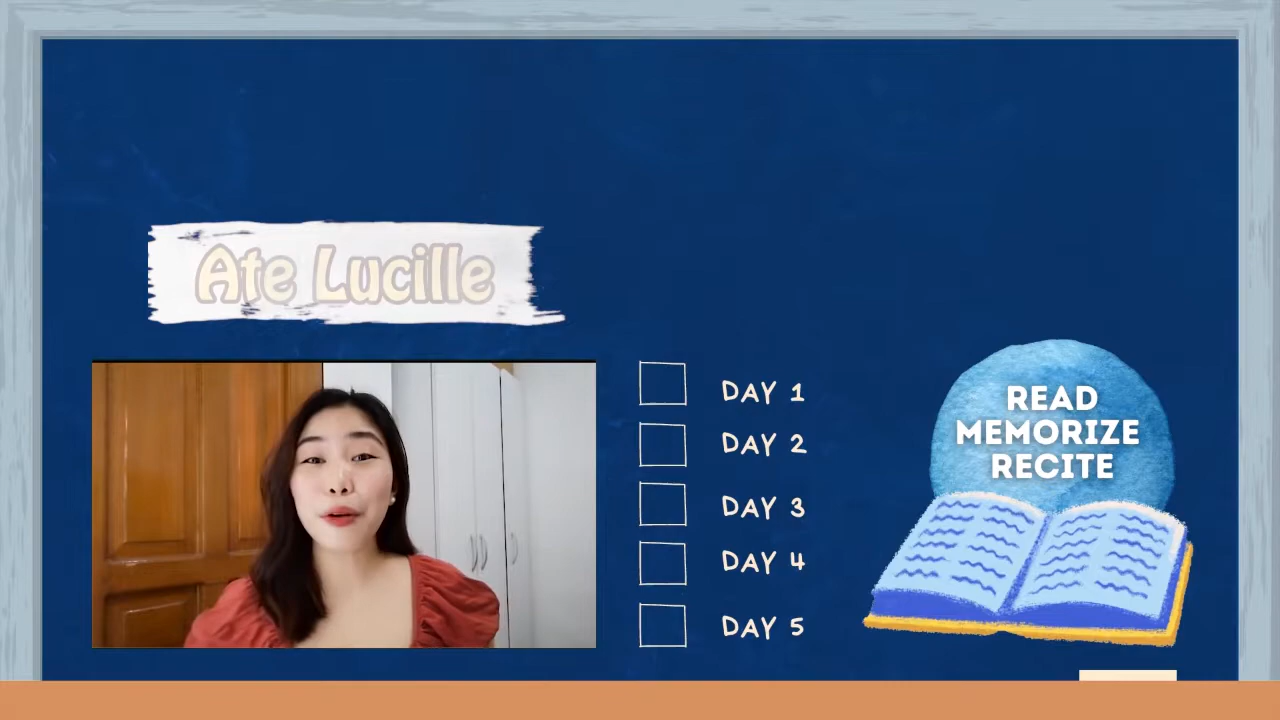 Ate Lucille
DAY 1
DAY 2
DAY 3
DAY 4
DAY 5
READ
MEMORIZE
RECITE